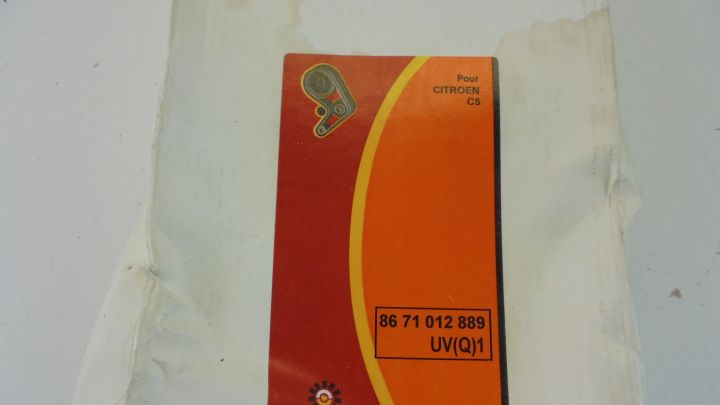 Pour
CITROEN
C5
86 71 012 889
UV(Q)1